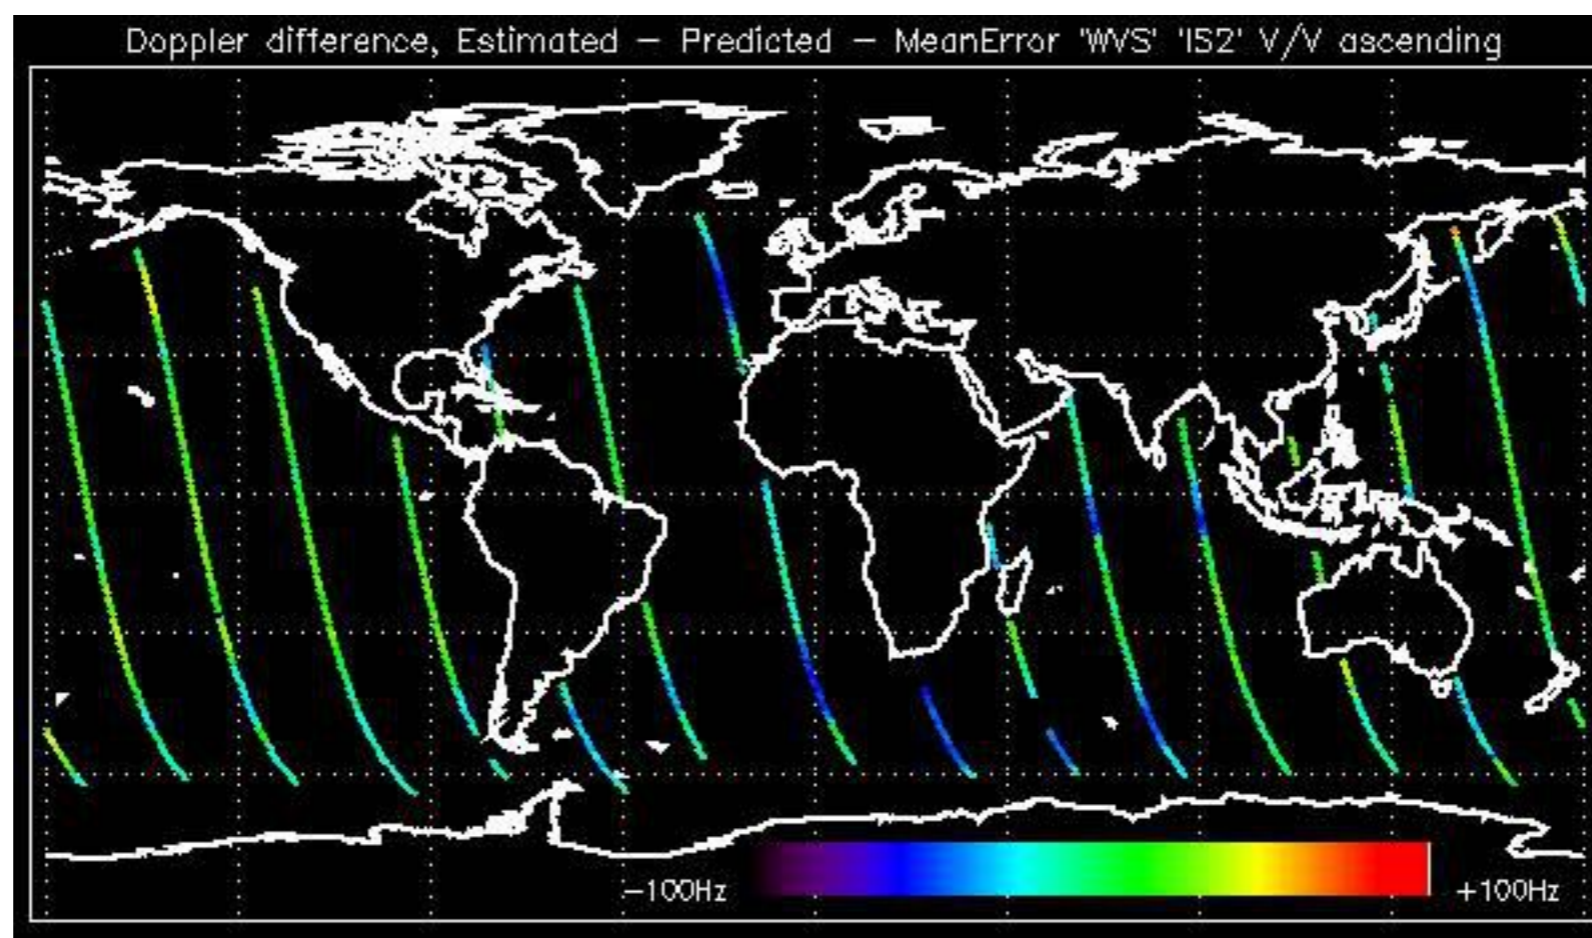 Doppler difference, Estimated – Predicted – MeanError 'WVS' 'IS2' V/V ascending
–100Hz +100Hz